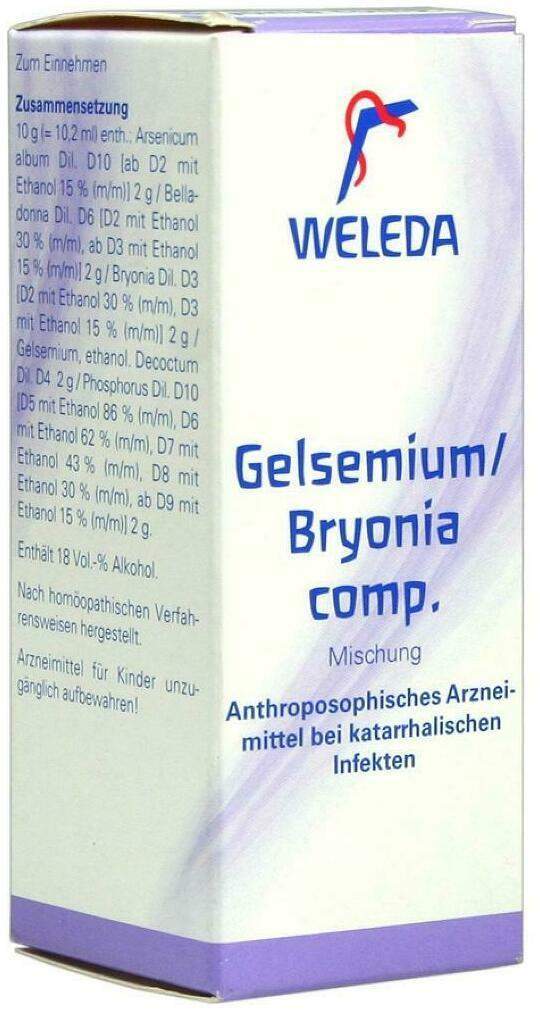 Zum Einnehmen
Zusammensetzung
10 g (= 10,2 ml) enth.: Arsenicum
album Dil. D10 [ab D2 mit
Ethanol 15 % (m/m)] 2 g / Bella-
donna Dil. D6 [D2 mit Ethanol
30 % (m/m), ab D3 mit Ethanol
15 % (m/m)] 2 g / Bryonia Dil. D3
[D2 mit Ethanol 30 % (m/m), D3
mit Ethanol 15 % (m/m)] 2 g /
Gelsemium, ethanol. Decoctum
Dil. D4 2 g / Phosphorus Dil. D10
[D5 mit Ethanol 86 % (m/m), D6
mit Ethanol 62 % (m/m), D7 mit
Ethanol 43 % (m/m), D8 mit
Ethanol 30 % (m/m), ab D9 mit
Ethanol 15 % (m/m)] 2 g.
Enthält 18 Vol.-% Alkohol.
Nach homöopathischen Verfah-
rensweisen hergestellt.
Arzneimittel für Kinder unzu-
gänglich aufbewahren!
WELEDA
Gelsemium/
Bryonia
comp.
Mischung
Anthroposophisches Arznei-
mittel bei katarrhalischen
Infekten